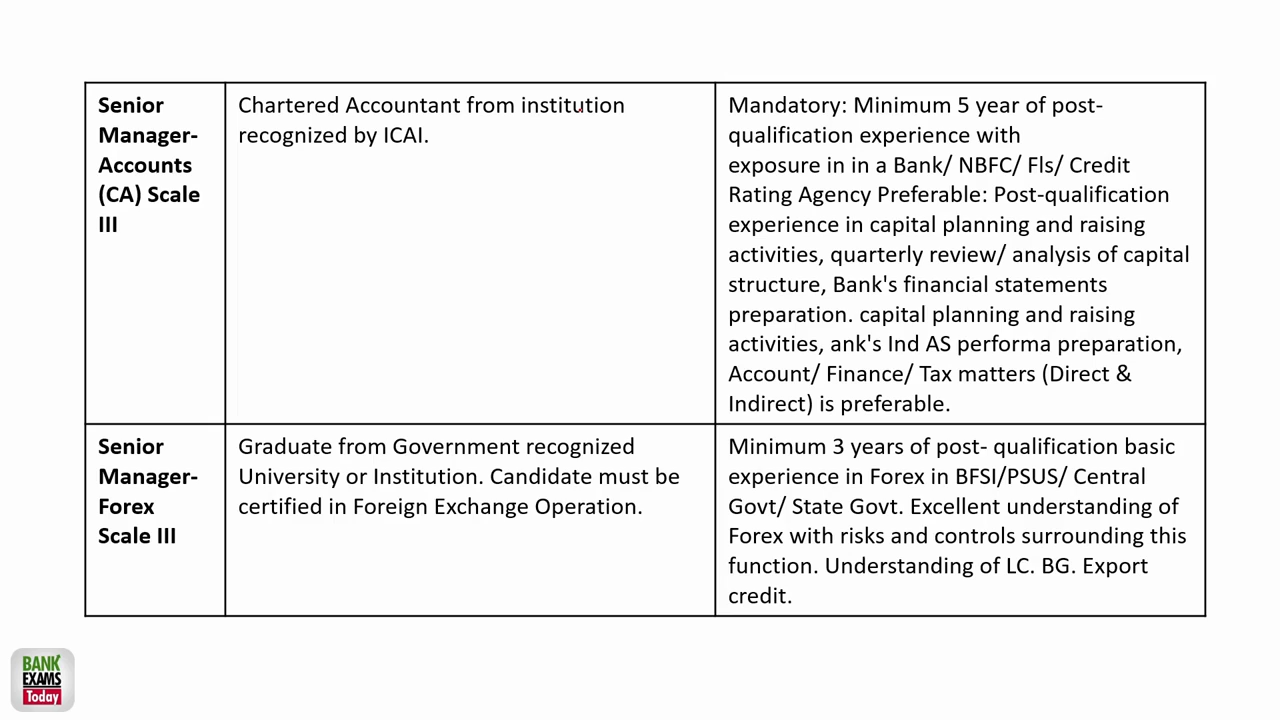 Senior
Manager-
Accounts
(CA) Scale
III
Chartered Accountant from institution
recognized by ICAI.
Mandatory: Minimum 5 year of post-
qualification experience with
exposure in in a Bank/ NBFC/ Fls/ Credit
Rating Agency Preferable: Post-qualification
experience in capital planning and raising
activities, quarterly review/ analysis of capital
structure, Bank's financial statements
preparation. capital planning and raising
activities, ank's Ind AS performa preparation,
Account/ Finance/ Tax matters (Direct &
Indirect) is preferable.
Senior
Manager-
Forex
Scale III
Graduate from Government recognized
University or Institution. Candidate must be
certified in Foreign Exchange Operation.
Minimum 3 years of post- qualification basic
experience in Forex in BFSI/PSUS/ Central
Govt/ State Govt. Excellent understanding of
Forex with risks and controls surrounding this
function. Understanding of LC. BG. Export
credit.
BANK
EXAMS
Today